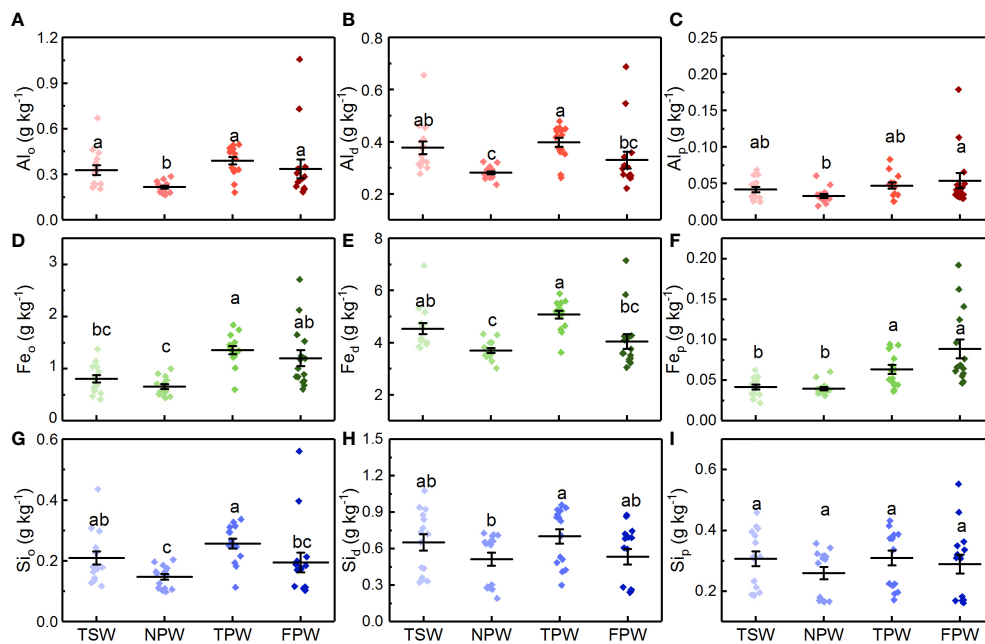 A
Al₀ (g kg⁻¹)
1.2
0.9
0.6
0.3
0.0
a
b
a
a
B
Al_d (g kg⁻¹)
0.8
0.6
0.4
0.2
ab
c
a
bc
C
Al_p (g kg⁻¹)
0.25
0.20
0.15
0.10
0.05
0.00
ab
b
ab
a
D
Fe₀ (g kg⁻¹)
3
2
1
0
bc
c
a
ab
E
Fe_d (g kg⁻¹)
8
6
4
2
ab
c
a
bc
F
Fe_p (g kg⁻¹)
0.20
0.15
0.10
0.05
0.00
b
b
a
a
G
Si₀ (g kg⁻¹)
0.6
0.4
0.2
0.0
ab
c
a
bc
TSW NPW TPW FPW
H
Si_d (g kg⁻¹)
1.5
1.2
0.9
0.6
0.3
0.0
ab
b
a
ab
TSW NPW TPW FPW
I
Si_p (g kg⁻¹)
0.6
0.4
0.2
a
a
a
a
TSW NPW TPW FPW